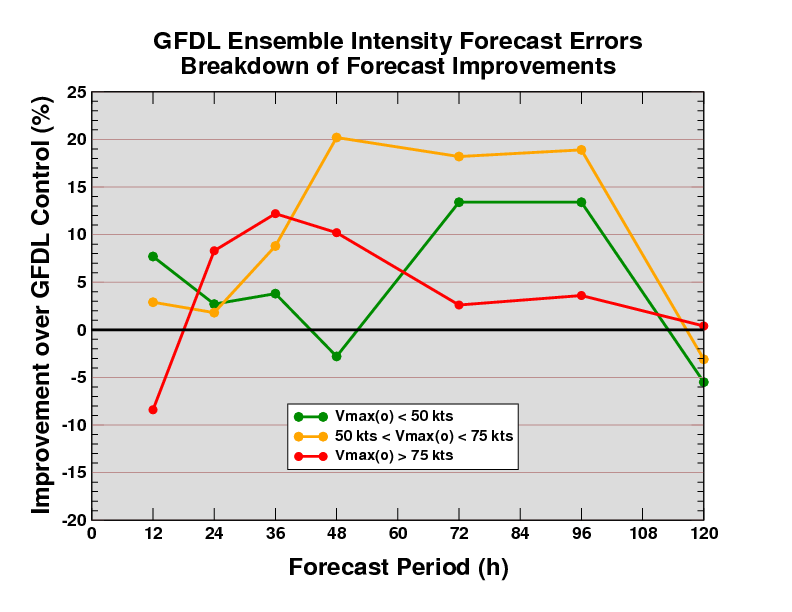 GFDL Ensemble Intensity Forecast Errors
Breakdown of Forecast Improvements
Improvement over GFDL Control (%)
25
20
15
10
5
0
-5
-10
-15
-20
Vmax(o) < 50 kts
50 kts < Vmax(o) < 75 kts
Vmax(o) > 75 kts
0 12 24 36 48 60 72 84 96 108 120
Forecast Period (h)